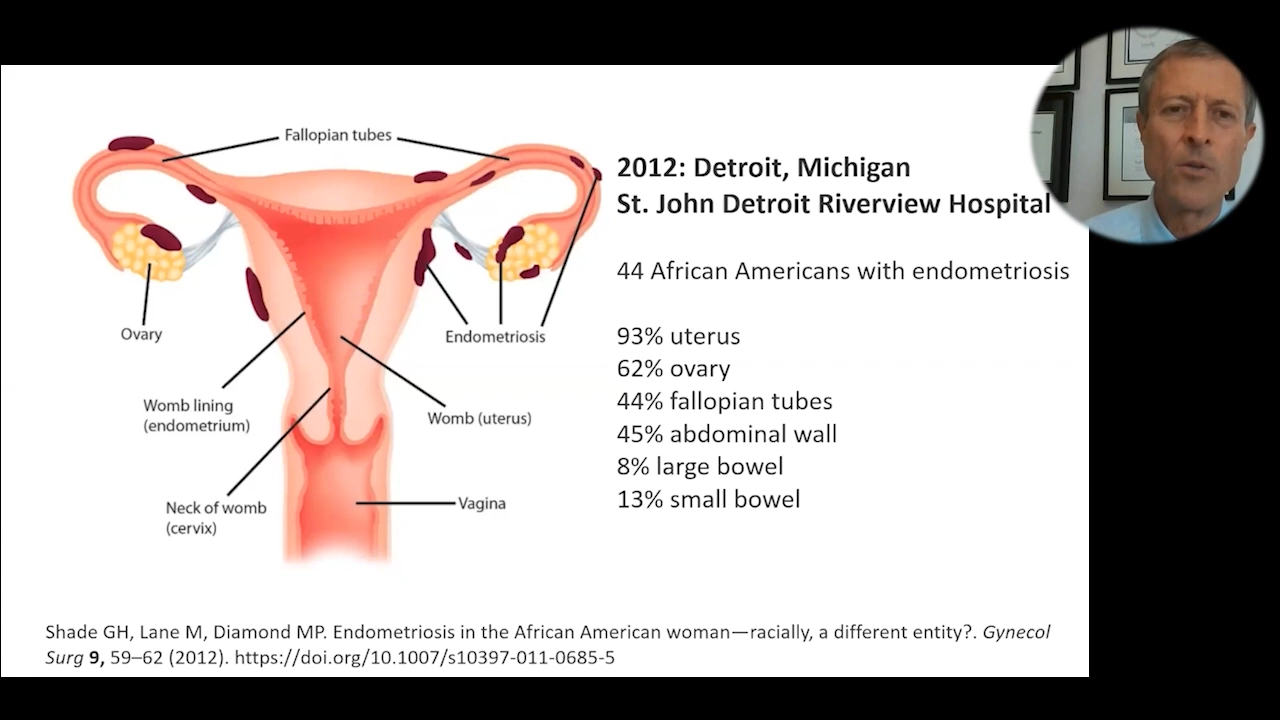 Fallopian tubes
Ovary
Endometriosis
Womb lining
(endometrium)
Womb (uterus)
Neck of womb
(cervix)
Vagina
2012: Detroit, Michigan
St. John Detroit Riverview Hospital
44 African Americans with endometriosis
93% uterus
62% ovary
44% fallopian tubes
45% abdominal wall
8% large bowel
13% small bowel
Shade GH, Lane M, Diamond MP. Endometriosis in the African American woman—racially, a different entity?. Gynecol
Surg 9, 59–62 (2012). https://doi.org/10.1007/s10397-011-0685-5